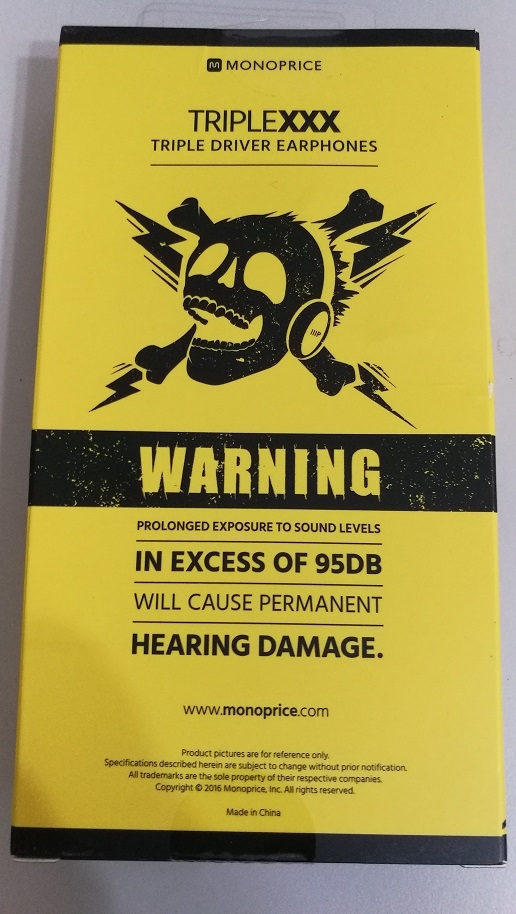 MONOPRICE
TRIPLEXXX
TRIPLE DRIVER EARPHONES
IIIP
WARNING
PROLONGED EXPOSURE TO SOUND LEVELS
IN EXCESS OF 95DB
WILL CAUSE PERMANENT
HEARING DAMAGE.
www.monoprice.com
Product pictures are for reference only.
Specifications described herein are subject to change without prior notification.
All trademarks are the sole property of their respective companies.
Copyright © 2016 Monoprice, Inc. All rights reserved.
Made in China